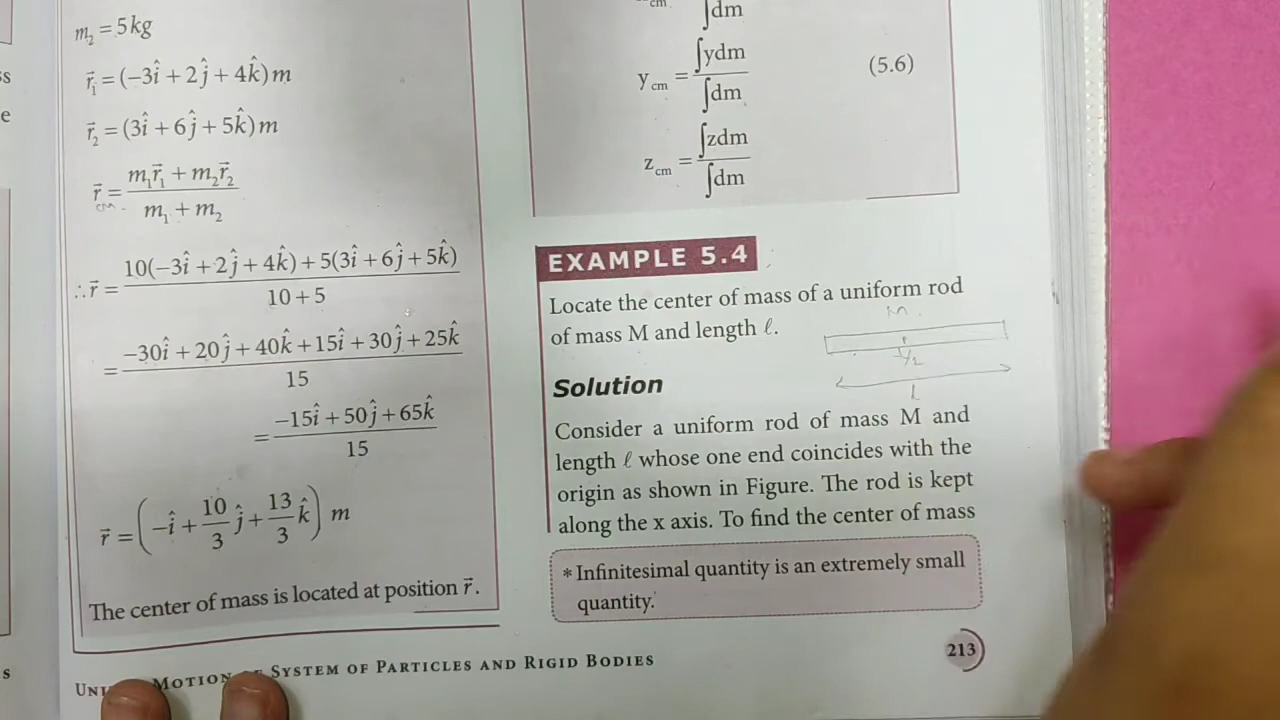 s
e
s
m₂ = 5kg
r⃗₁ = (−3î + 2ĵ + 4k̂) m
r⃗₂ = (3î + 6ĵ + 5k̂) m
r⃗ = (m₁r⃗₁ + m₂r⃗₂) / (m₁ + m₂)
cm
∴ r⃗ = (10(−3î + 2ĵ + 4k̂) + 5(3î + 6ĵ + 5k̂)) / (10 + 5)
= (−30î + 20ĵ + 40k̂ + 15î + 30ĵ + 25k̂) / 15
= (−15î + 50ĵ + 65k̂) / 15
r⃗ = (−î + 10/3 ĵ + 13/3 k̂) m
The center of mass is located at position r⃗.
cm
∫dm
y cm = ∫ydm / ∫dm (5.6)
z cm = ∫zdm / ∫dm
EXAMPLE 5.4
Locate the center of mass of a uniform rod
of mass M and length ℓ.
m
l/2
l
Solution
Consider a uniform rod of mass M and
length ℓ whose one end coincides with the
origin as shown in Figure. The rod is kept
along the x axis. To find the center of mass
* Infinitesimal quantity is an extremely small
quantity.
MOTION SYSTEM OF PARTICLES AND RIGID BODIES
213